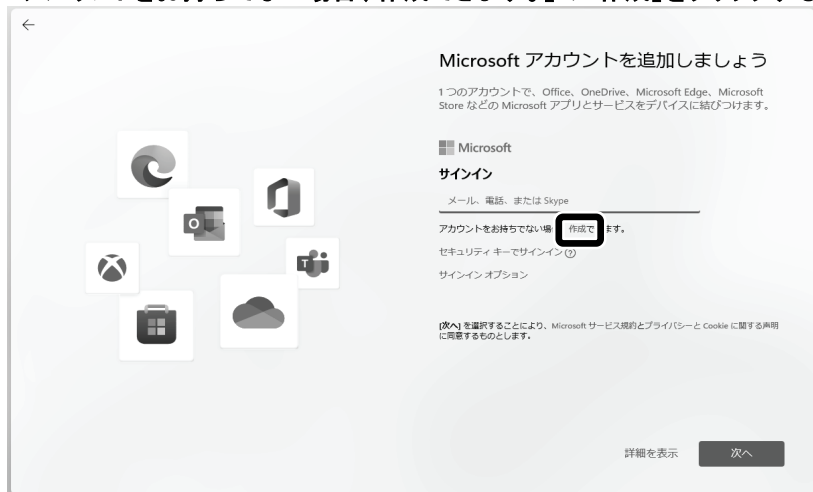 Microsoft アカウントを追加しましょう
1 つのアカウントで、Office、OneDrive、Microsoft Edge、Microsoft
Store などの Microsoft アプリとサービスをデバイスに結びつけます。
Microsoft
サインイン
メール、電話、または Skype
アカウントをお持ちでない場 作成で ます。
セキュリティ キーでサインイン
サインイン オプション
[次へ] を選択することにより、Microsoft サービス規約とプライバシーと Cookie に関する声明
に同意するものとします。
詳細を表示
次へ